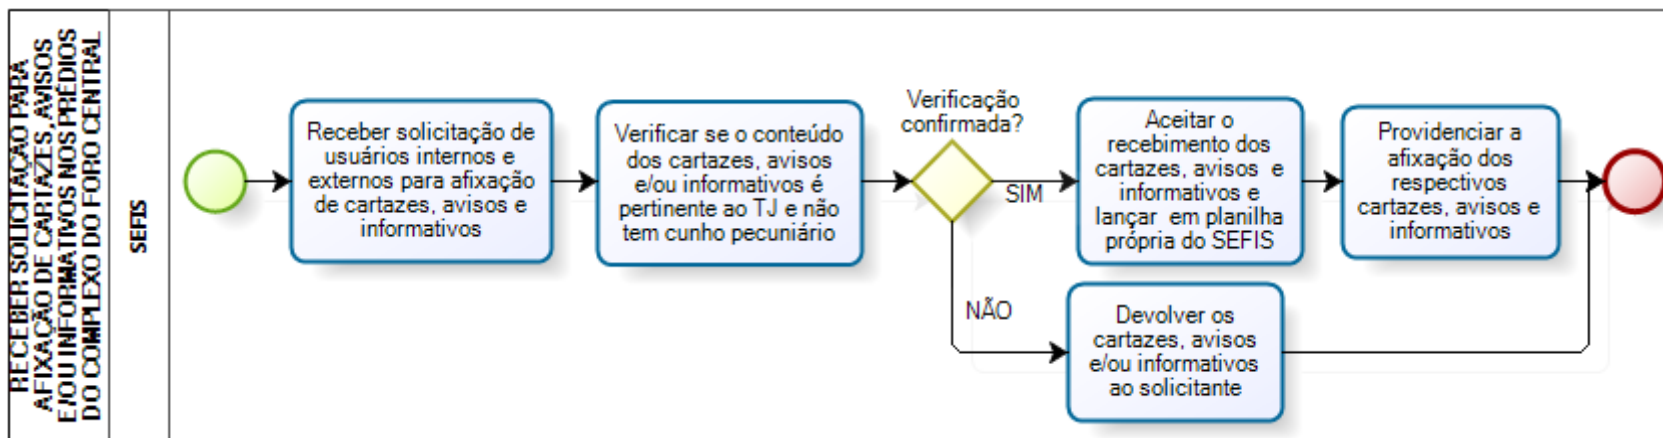 RECEBER SOLICITAÇÃO PARA
AFIXAÇÃO DE CARTAZES, AVISOS
E/OU INFORMATIVOS NOS PRÉDIOS
DO COMPLEXO DO FORO CENTRAL
SEFIS
Receber solicitação de
usuários internos e
externos para afixação
de cartazes, avisos e
informativos
Verificar se o conteúdo
dos cartazes, avisos
e/ou informativos é
pertinente ao TJ e não
tem cunho pecuniário
Verificação
confirmada?
SIM
Aceitar o
recebimento dos
cartazes, avisos e
informativos e
lançar em planilha
própria do SEFIS
Providenciar a
afixação dos
respectivos
cartazes, avisos e
informativos
NÃO
Devolver os
cartazes, avisos
e/ou informativos
ao solicitante